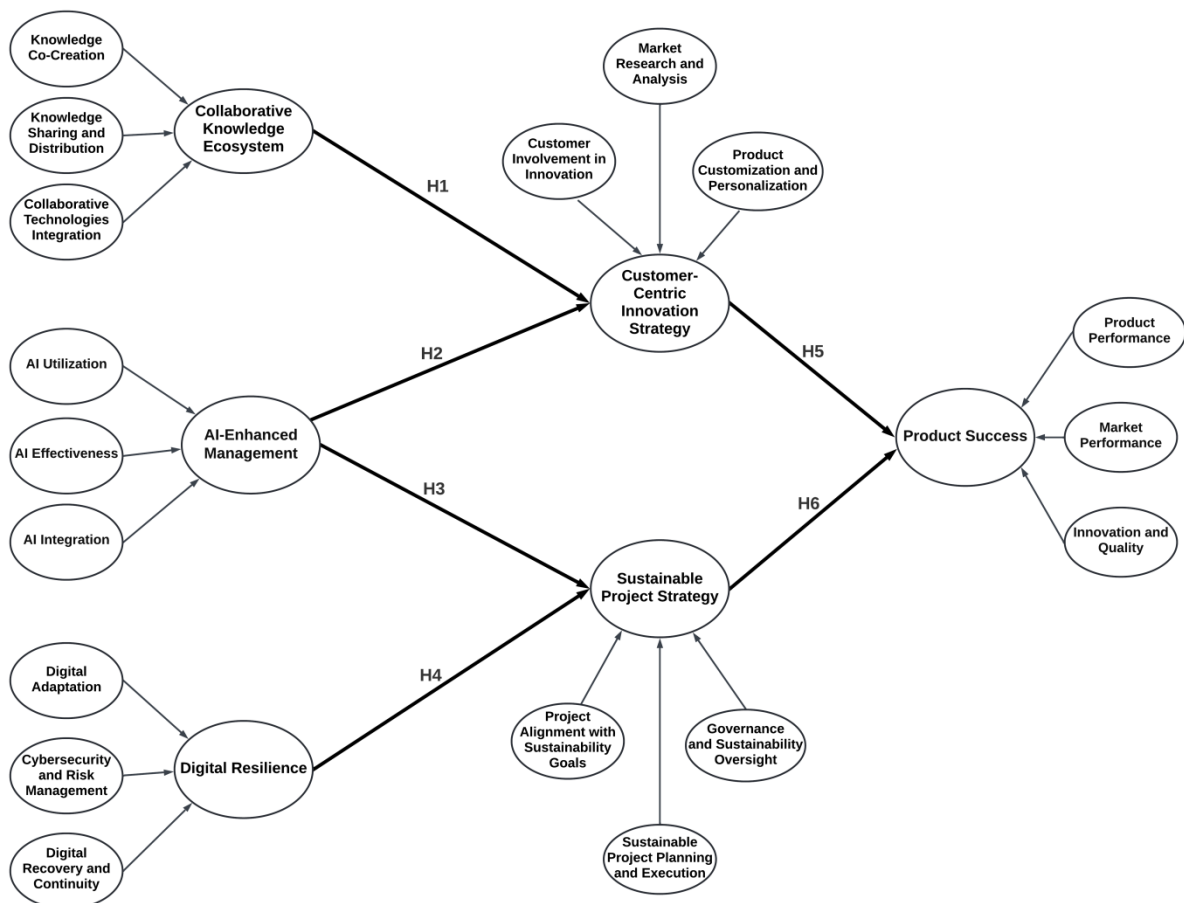 Knowledge
Co-Creation
Knowledge
Sharing and
Distribution
Collaborative
Technologies
Integration
Collaborative
Knowledge
Ecosystem
H1
Market
Research and
Analysis
Customer
Involvement in
Innovation
Product
Customization and
Personalization
Customer-
Centric
Innovation
Strategy
AI Utilization
AI Effectiveness
AI Integration
AI-Enhanced
Management
H2
H3
H5
Product
Performance
Market
Performance
Innovation and
Quality
Product Success
H6
Sustainable
Project Strategy
H4
Digital
Adaptation
Cybersecurity
and Risk
Management
Digital
Recovery and
Continuity
Digital Resilience
Project
Alignment with
Sustainability
Goals
Governance
and Sustainability
Oversight
Sustainable
Project Planning
and Execution